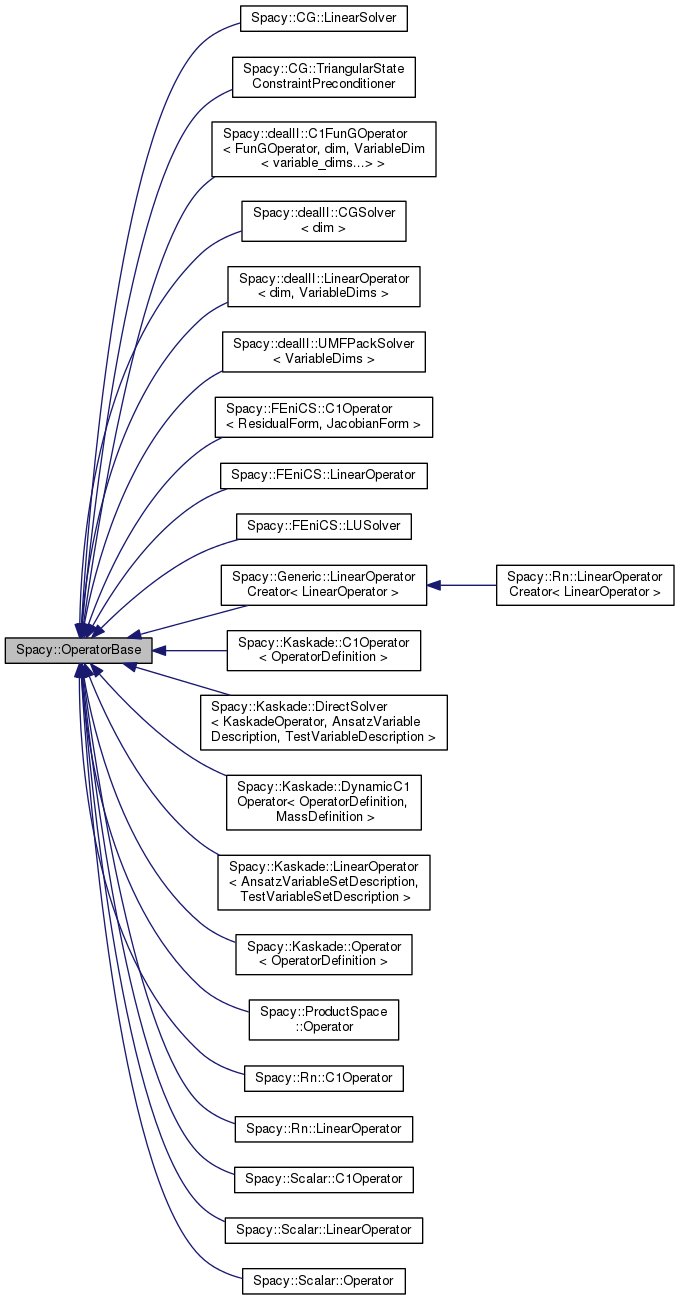 Spacy::CG::LinearSolver
Spacy::CG::TriangularState
ConstraintPreconditioner
Spacy::dealII::C1FunGOperator
< FunGOperator, dim, VariableDim
< variable_dims...> >
Spacy::dealII::CGSolver
< dim >
Spacy::dealII::LinearOperator
< dim, VariableDims >
Spacy::dealII::UMFPackSolver
< VariableDims >
Spacy::FEniCS::C1Operator
< ResidualForm, JacobianForm >
Spacy::FEniCS::LinearOperator
Spacy::FEniCS::LUSolver
Spacy::Generic::LinearOperator
Creator< LinearOperator >
Spacy::Rn::LinearOperator
Creator< LinearOperator >
Spacy::OperatorBase
Spacy::Kaskade::C1Operator
< OperatorDefinition >
Spacy::Kaskade::DirectSolver
< KaskadeOperator, AnsatzVariable
Description, TestVariableDescription >
Spacy::Kaskade::DynamicC1
Operator< OperatorDefinition,
MassDefinition >
Spacy::Kaskade::LinearOperator
< AnsatzVariableSetDescription,
TestVariableSetDescription >
Spacy::Kaskade::Operator
< OperatorDefinition >
Spacy::ProductSpace
::Operator
Spacy::Rn::C1Operator
Spacy::Rn::LinearOperator
Spacy::Scalar::C1Operator
Spacy::Scalar::LinearOperator
Spacy::Scalar::Operator